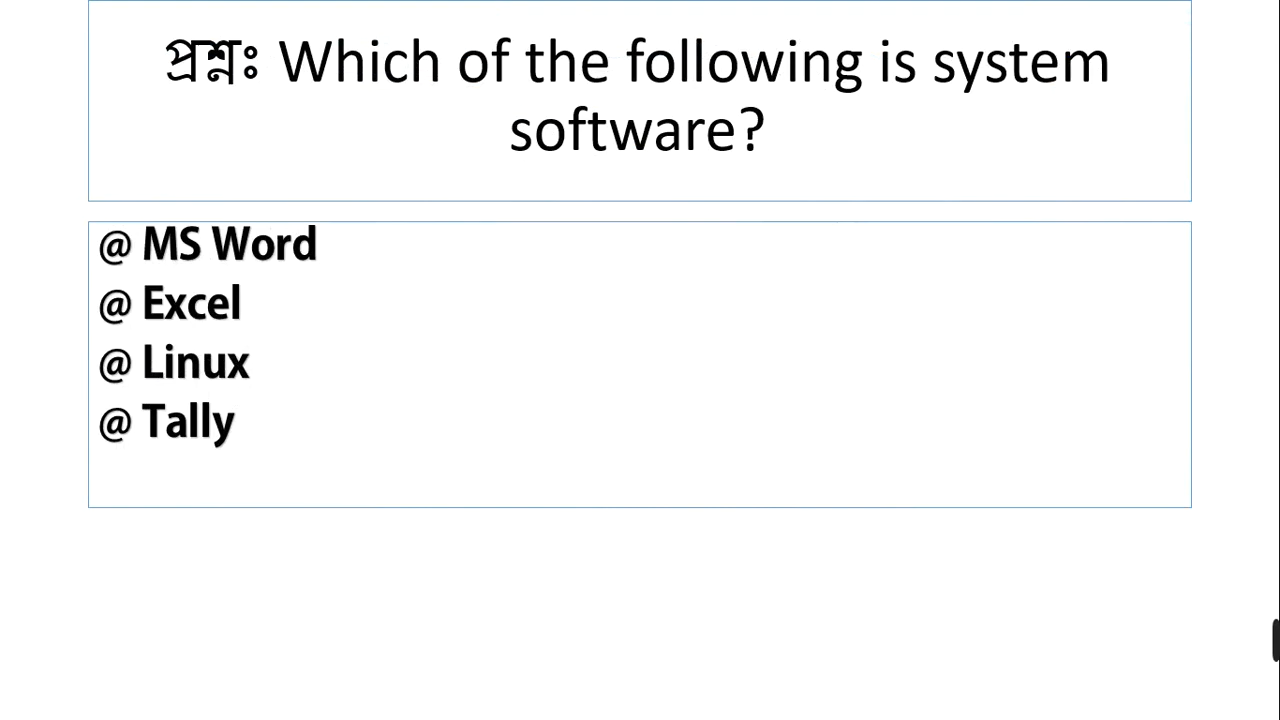 প্রশ্নঃ Which of the following is system
software?
@ MS Word
@ Excel
@ Linux
@ Tally